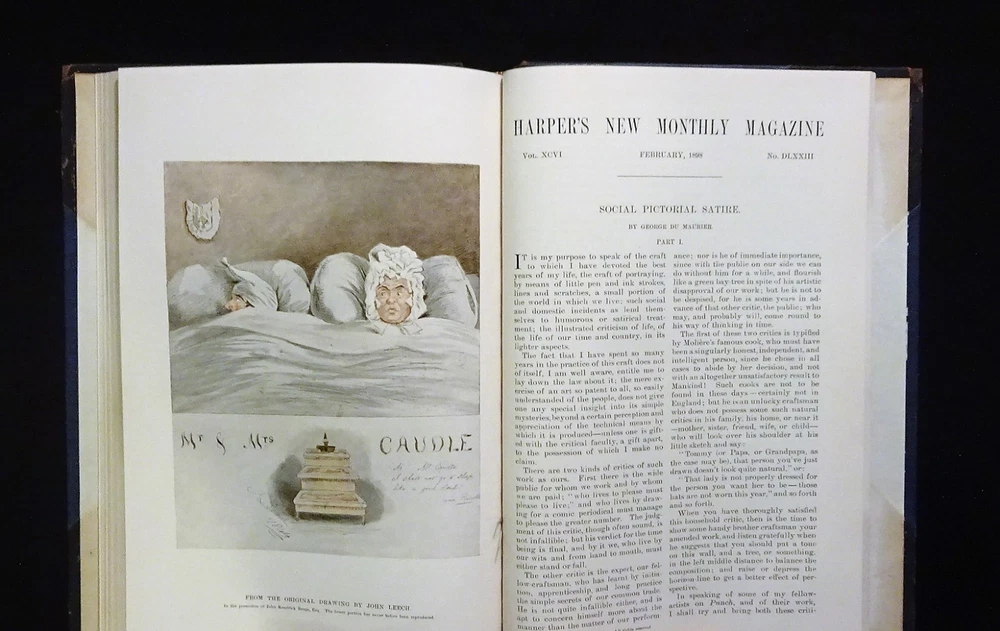 Mr & Mrs CAUDLE
FROM THE ORIGINAL DRAWING BY JOHN LEECH
HARPER'S NEW MONTHLY MAGAZINE
VOL. XCVI FEBRUARY, 1898 No. DLXXIII
SOCIAL PICTORIAL SATIRE.
BY GEORGE DU MAURIER.
PART I.
IT is my purpose to speak of the craft
to which I have devoted the best
years of my life, the craft of portraying,
by means of little pen and ink strokes,
lines and scratches, a small portion of
the world in which we live; such social
and domestic incidents as lend them-
selves to humorous or satirical treat-
ment; the illustrated criticism of life, of
the life of our time and country, in its
lighter aspects.
The fact that I have spent so many
years in the practice of this craft does not
of itself, I am well aware, entitle me to
lay down the law about it; the mere ex-
ercise of an art so patent to all, so easily
understanded of the people, does not give
one any special insight into its simple
mysteries, beyond a certain perception and
appreciation of the technical means by
which it is produced—unless one is gift-
ed with the critical faculty, a gift apart,
to the possession of which I make no
claim.
There are two kinds of critics of such
work as ours. First there is the wide
public for whom we work and by whom
we are paid; "who lives to please must
please to live;" and who lives by draw-
ing for a comic periodical must manage
to please the greater number. The judg-
ment of this critic, though often sound, is
not infallible; but his verdict for the time
being is final, and by it we, who live by
our wits and from hand to mouth, must
either stand or fall.
The other critic is the expert, our fel-
low-craftsman, who has learnt by initia-
tion, apprenticeship, and long practice
the simple secrets of our common trade.
He is not quite infallible either, and is
apt to concern himself more about the
manner than the matter of our perform
ance; nor is he of immediate importance,
since with the public on our side we can
do without him for a while, and flourish
like a green bay-tree in spite of his artistic
disapproval of our work; but he is not to
be despised, for he is some years in ad-
vance of that other critic, the public; who
may, and probably will, come round to
his way of thinking in time.
The first of these two critics is typified
by Molière's famous cook, who must have
been a singularly honest, independent, and
intelligent person, since he chose in all
cases to abide by her decision, and not
with an altogether unsatisfactory result to
Mankind! Such cooks are not to be
found in these days—certainly not in
England; but he is an unlucky craftsman
who does not possess some such natural
critics in his family, his home, or near it
—mother, sister, friend, wife, or child—
who will look over his shoulder at his
little sketch and say:
"Tommy (or Papa, or Grandpapa, as
the case may be), that person you've just
drawn doesn't look quite natural," or:
"That lady is not properly dressed for
the person you want her to be—those
hats are not worn this year," and so forth
and so forth.
When you have thoroughly satisfied
this household critic, then is the time to
show some handy brother craftsman your
amended work, and listen gratefully when
he suggests that you should put a tone
on this wall, and a tree, or something,
in the left middle distance to balance the
composition; and raise or depress the
horizon-line to get a better effect of per-
spective.
In speaking of some of my fellow-
artists on Punch, and of their work,
I shall try and bring both these criti-